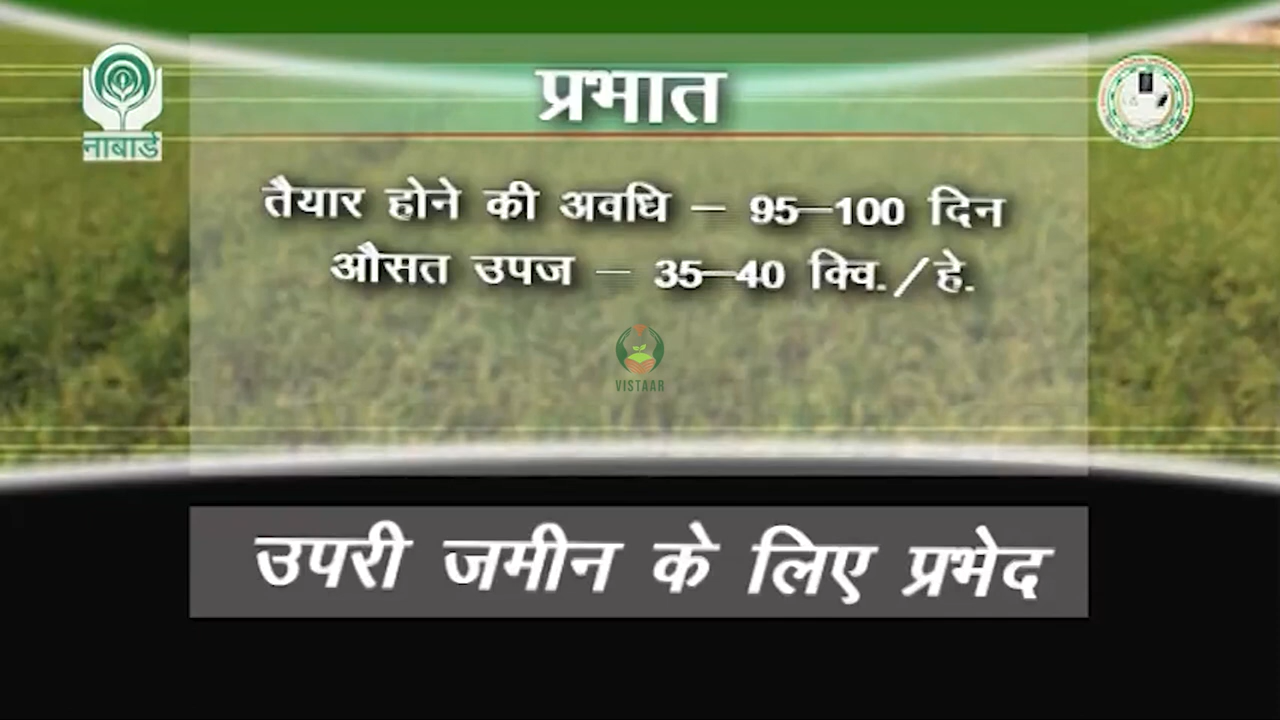 प्रभात
नाबार्ड
तैयार होने की अवधि – 95–100 दिन
औसत उपज – 35–40 क्वि./हे.
VISTAAR
उपरी जमीन के लिए प्रभेद